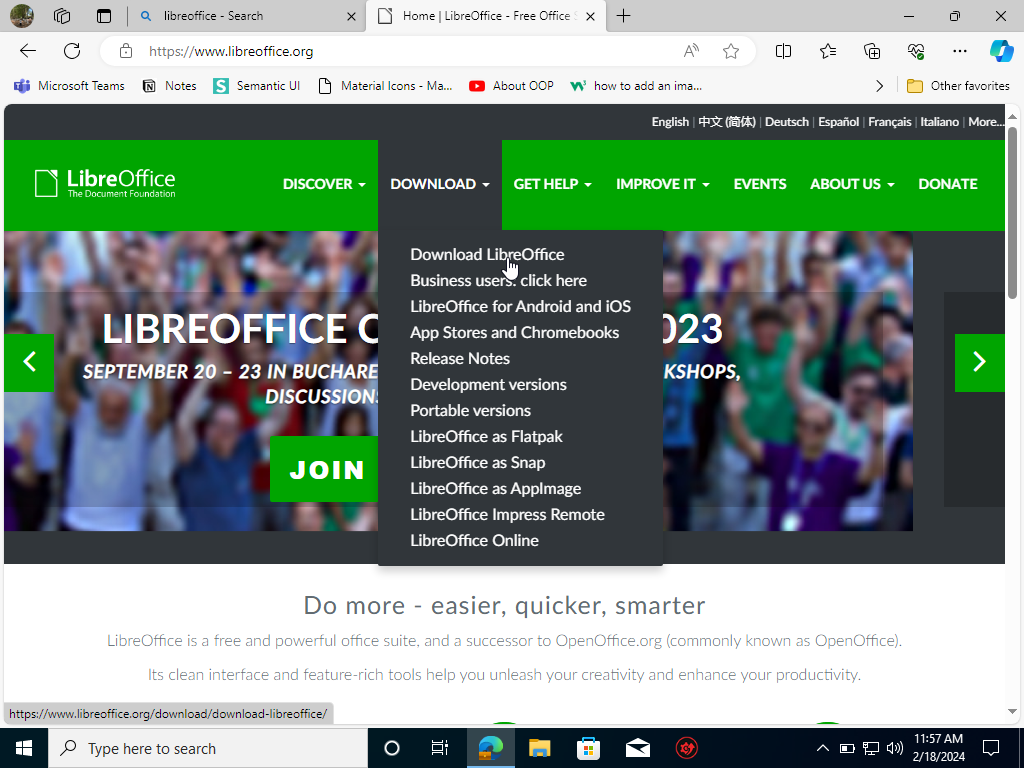 libreoffice - Search
Home | LibreOffice - Free Office
https://www.libreoffice.org
Microsoft Teams
Notes
Semantic UI
Material Icons - Ma...
About OOP
how to add an ima...
Other favorites
English | 中文 (简体) | Deutsch | Español | Français | Italiano | More...
LibreOffice
The Document Foundation
DISCOVER
DOWNLOAD
GET HELP
IMPROVE IT
EVENTS
ABOUT US
DONATE
Download LibreOffice
Business users: click here
LibreOffice for Android and iOS
App Stores and Chromebooks
Release Notes
Development versions
Portable versions
LibreOffice as Flatpak
LibreOffice as Snap
LibreOffice as AppImage
LibreOffice Impress Remote
LibreOffice Online
LIBREOFFICE C 023
SEPTEMBER 20 – 23 IN BUCHARE KSHOPS,
DISCUSSIONS
JOIN
Do more - easier, quicker, smarter
LibreOffice is a free and powerful office suite, and a successor to OpenOffice.org (commonly known as OpenOffice).
Its clean interface and feature-rich tools help you unleash your creativity and enhance your productivity.
https://www.libreoffice.org/download/download-libreoffice/
Type here to search
11:57 AM
2/18/2024